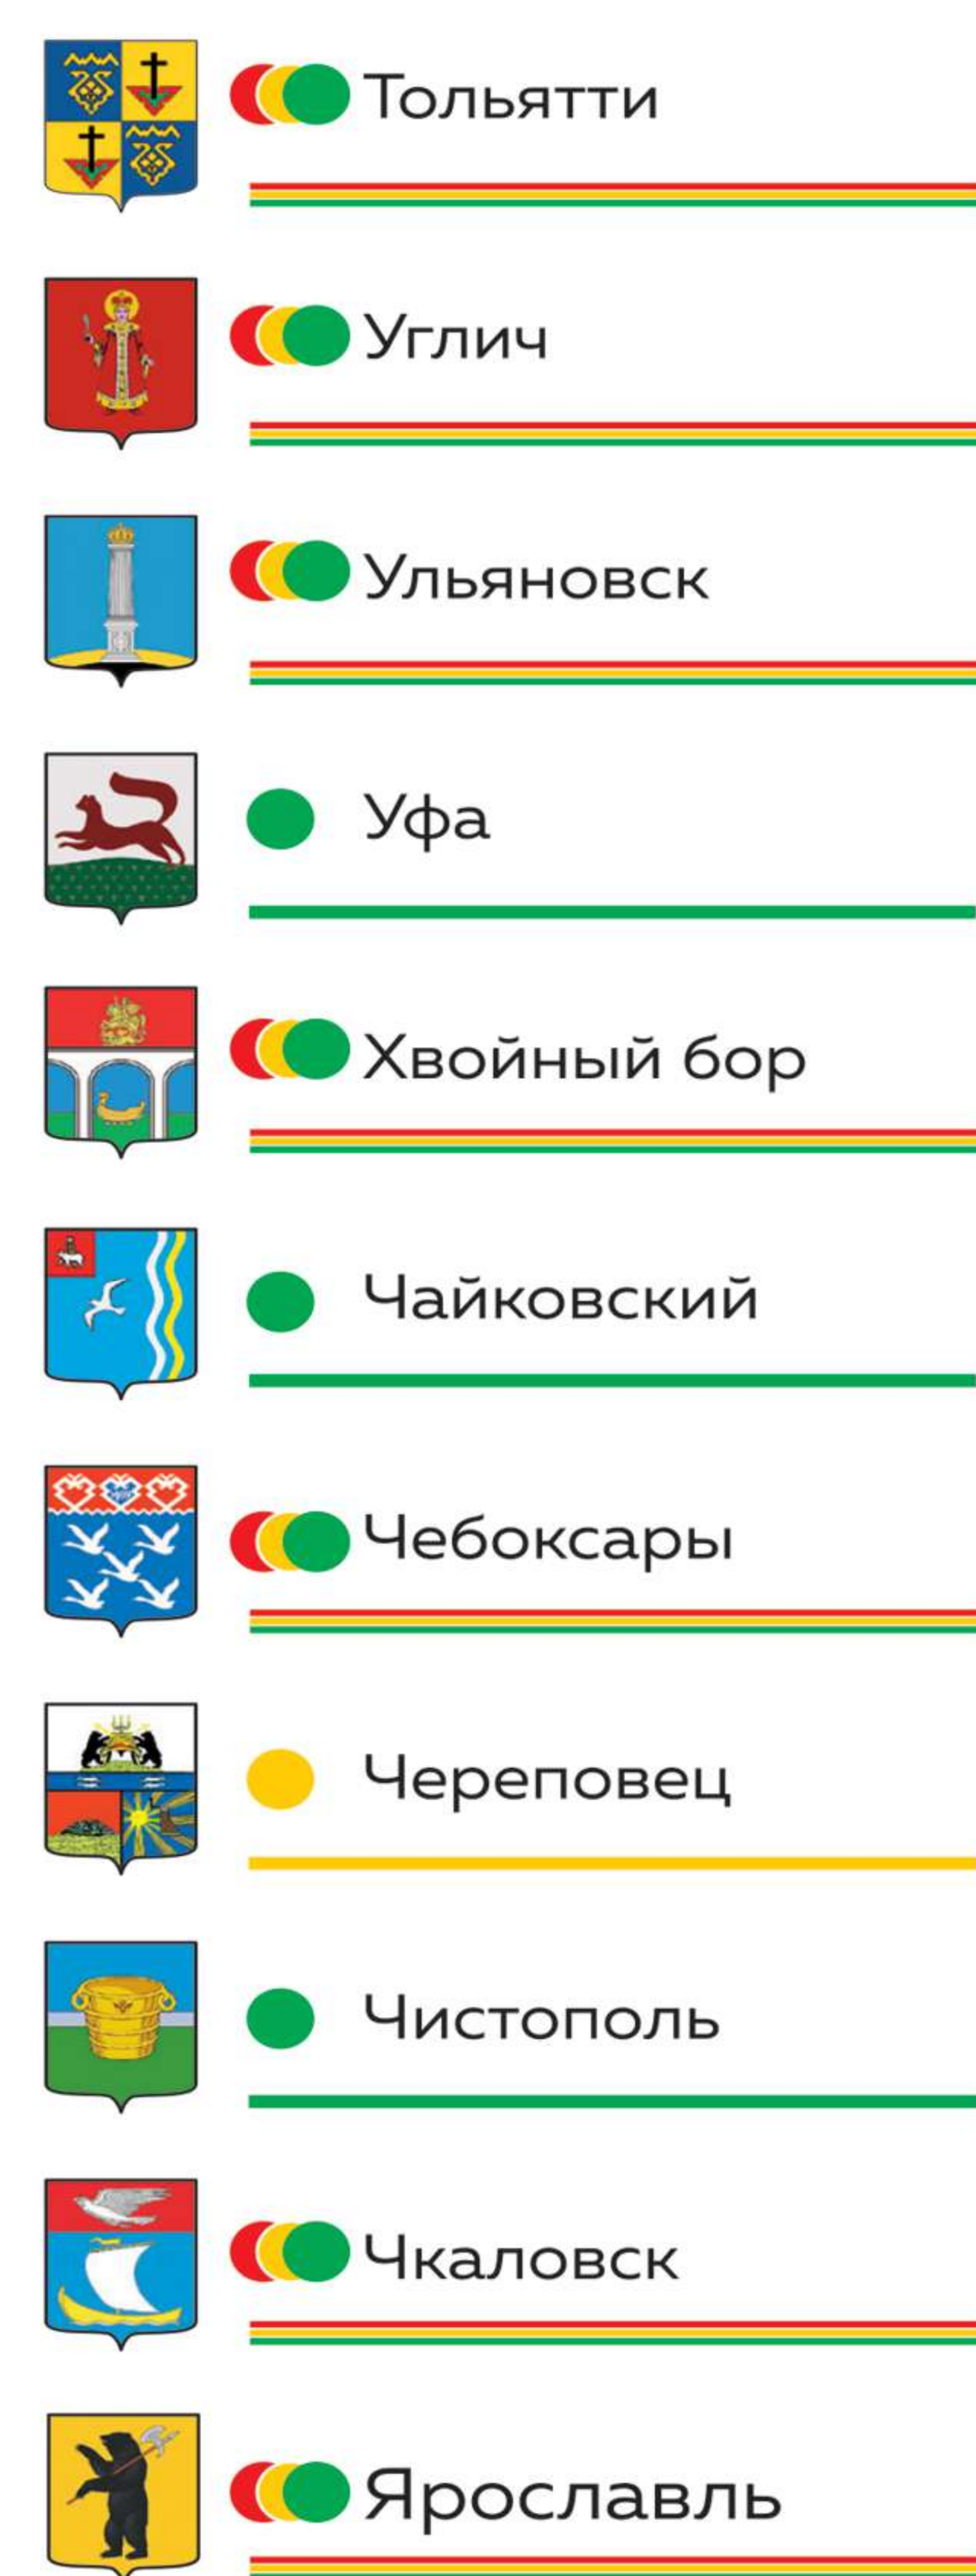 Тольятти
Углич
Ульяновск
Уфа
Хвойный бор
Чайковский
Чебоксары
Череповец
Чистополь
Чкаловск
Ярославль